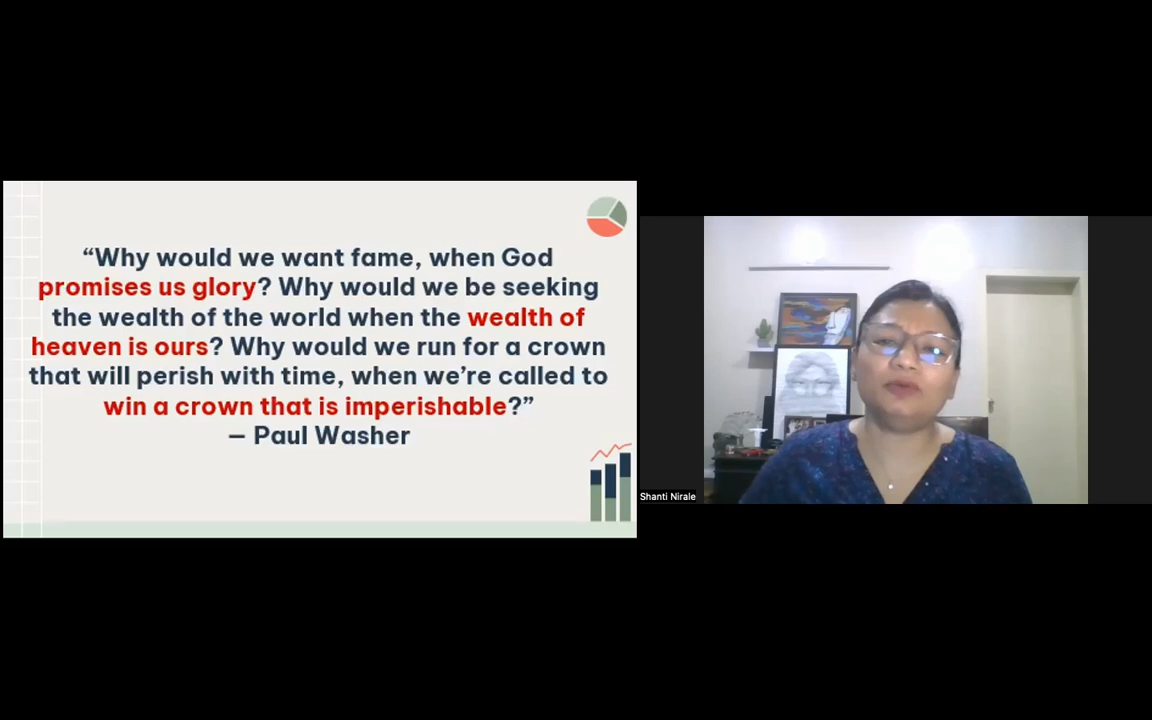 “Why would we want fame, when God
promises us glory? Why would we be seeking
the wealth of the world when the wealth of
heaven is ours? Why would we run for a crown
that will perish with time, when we’re called to
win a crown that is imperishable?”
— Paul Washer
Shanti Nirale